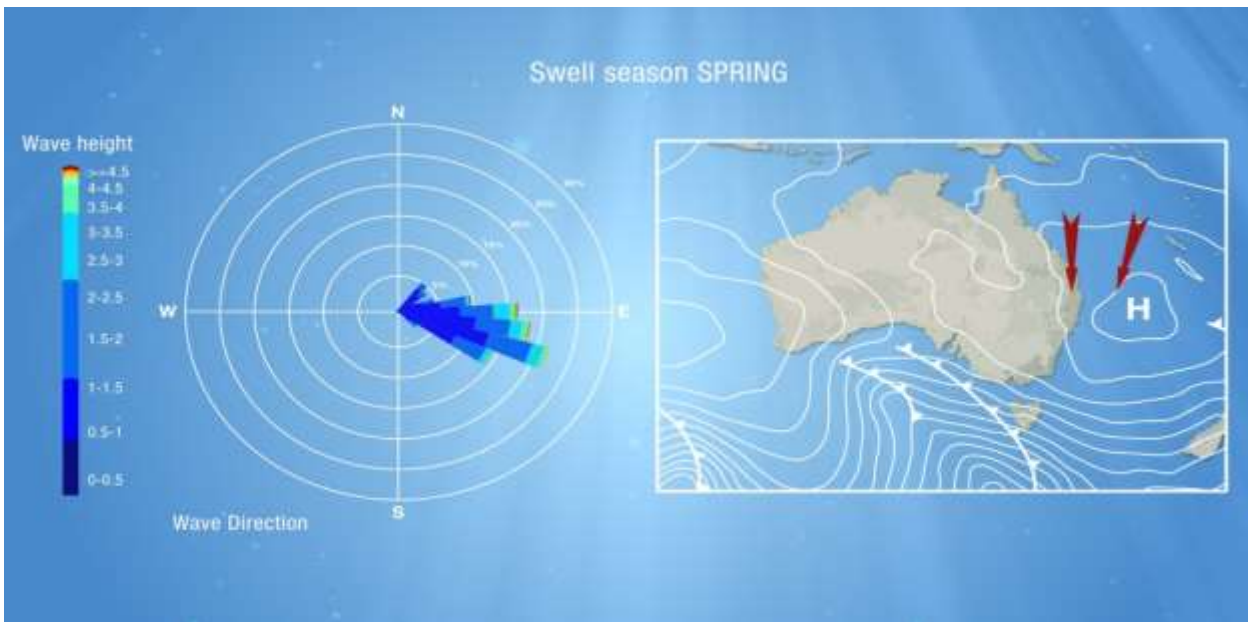 Swell season SPRING
Wave height
>=4.5
4-4.5
3.5-4
3-3.5
2.5-3
2-2.5
1.5-2
1-1.5
0.5-1
0-0.5
N
W
E
S
Wave Direction
H